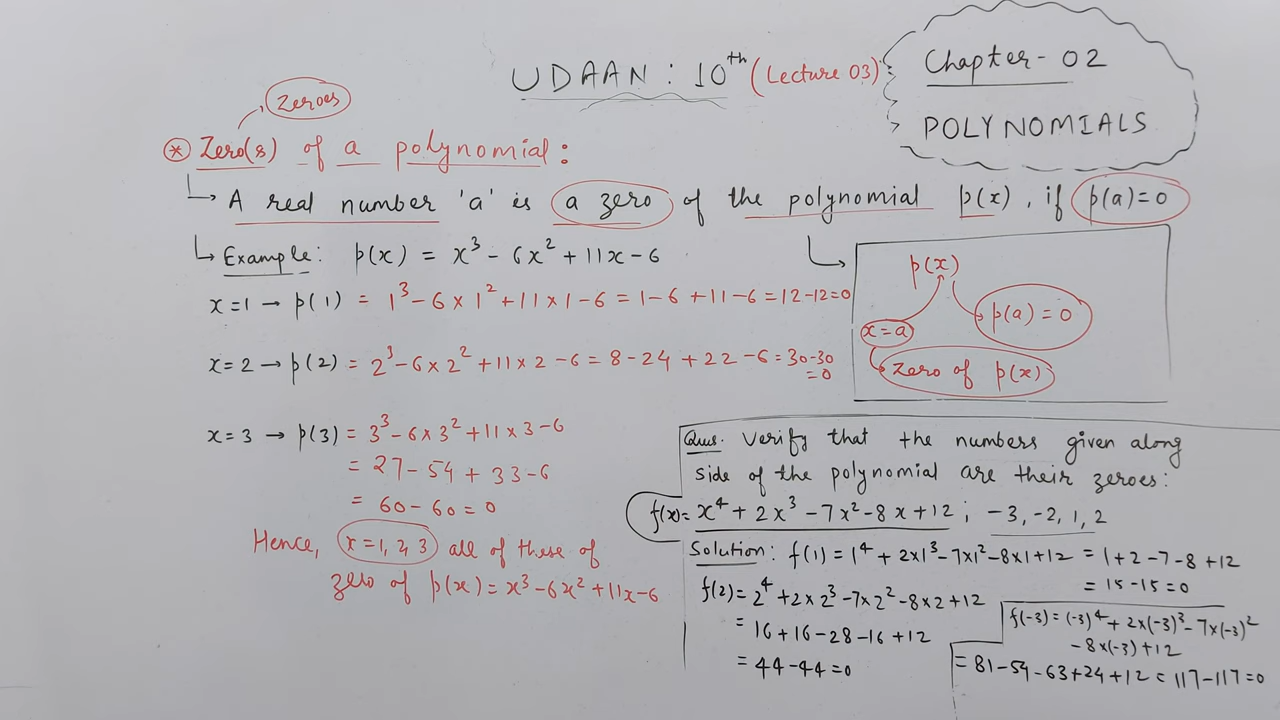 UDAAN : 10th (Lecture 03)
Chapter - 02
POLYNOMIALS
Zeroes
⊛ Zero(s) of a polynomial :
↳ A real number 'a' is a zero of the polynomial p(x), if p(a)=0
↳ Example : p(x) = x³ - 6x² + 11x - 6
x=1 → p(1) = 1³ - 6 × 1² + 11 × 1 - 6 = 1 - 6 + 11 - 6 = 12 - 12 = 0
x=2 → p(2) = 2³ - 6 × 2² + 11 × 2 - 6 = 8 - 24 + 22 - 6 = 30 - 30
= 0
x=3 → p(3) = 3³ - 6 × 3² + 11 × 3 - 6
= 27 - 54 + 33 - 6
= 60 - 60 = 0
Hence, x = 1, 2, 3 all of these of
zero of p(x) = x³ - 6x² + 11x - 6
p(x)
x=a
p(a) = 0
Zero of p(x)
Ques. Verify that the numbers given along
side of the polynomial are their zeroes :
f(x) = x⁴ + 2x³ - 7x² - 8x + 12 ; -3, -2, 1, 2
Solution : f(1) = 1⁴ + 2×1³ - 7×1² - 8×1 + 12 = 1 + 2 - 7 - 8 + 12
= 15 - 15 = 0
f(2) = 2⁴ + 2 × 2³ - 7×2² - 8×2 + 12
= 16 + 16 - 28 - 16 + 12
= 44 - 44 = 0
f(-3) = (-3)⁴ + 2×(-3)³ - 7×(-3)²
- 8×(-3) + 12
= 81 - 54 - 63 + 24 + 12 = 117 - 117 = 0